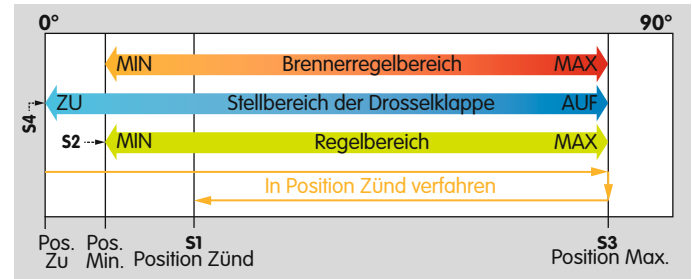 0° 90°
MIN Brennerregelbereich MAX
ZU Stellbereich der Drosselklappe AUF
S4
S2 MIN Regelbereich MAX
In Position Zünd verfahren
Pos. Zu
Pos. Min.
S1
Position Zünd
S3
Position Max.